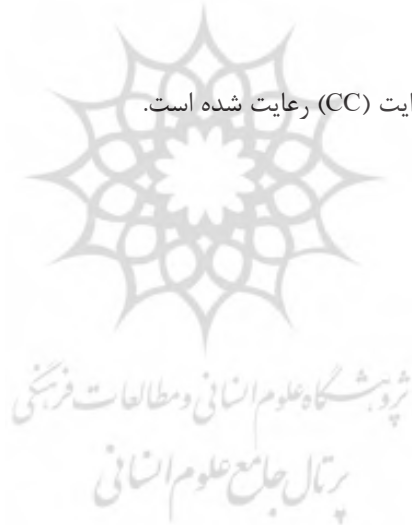 ایت (CC) رعایت شده است.
پژوهشگاه علوم انسانی و مطالعات فرهنگی
پرتال جامع علوم انسانی